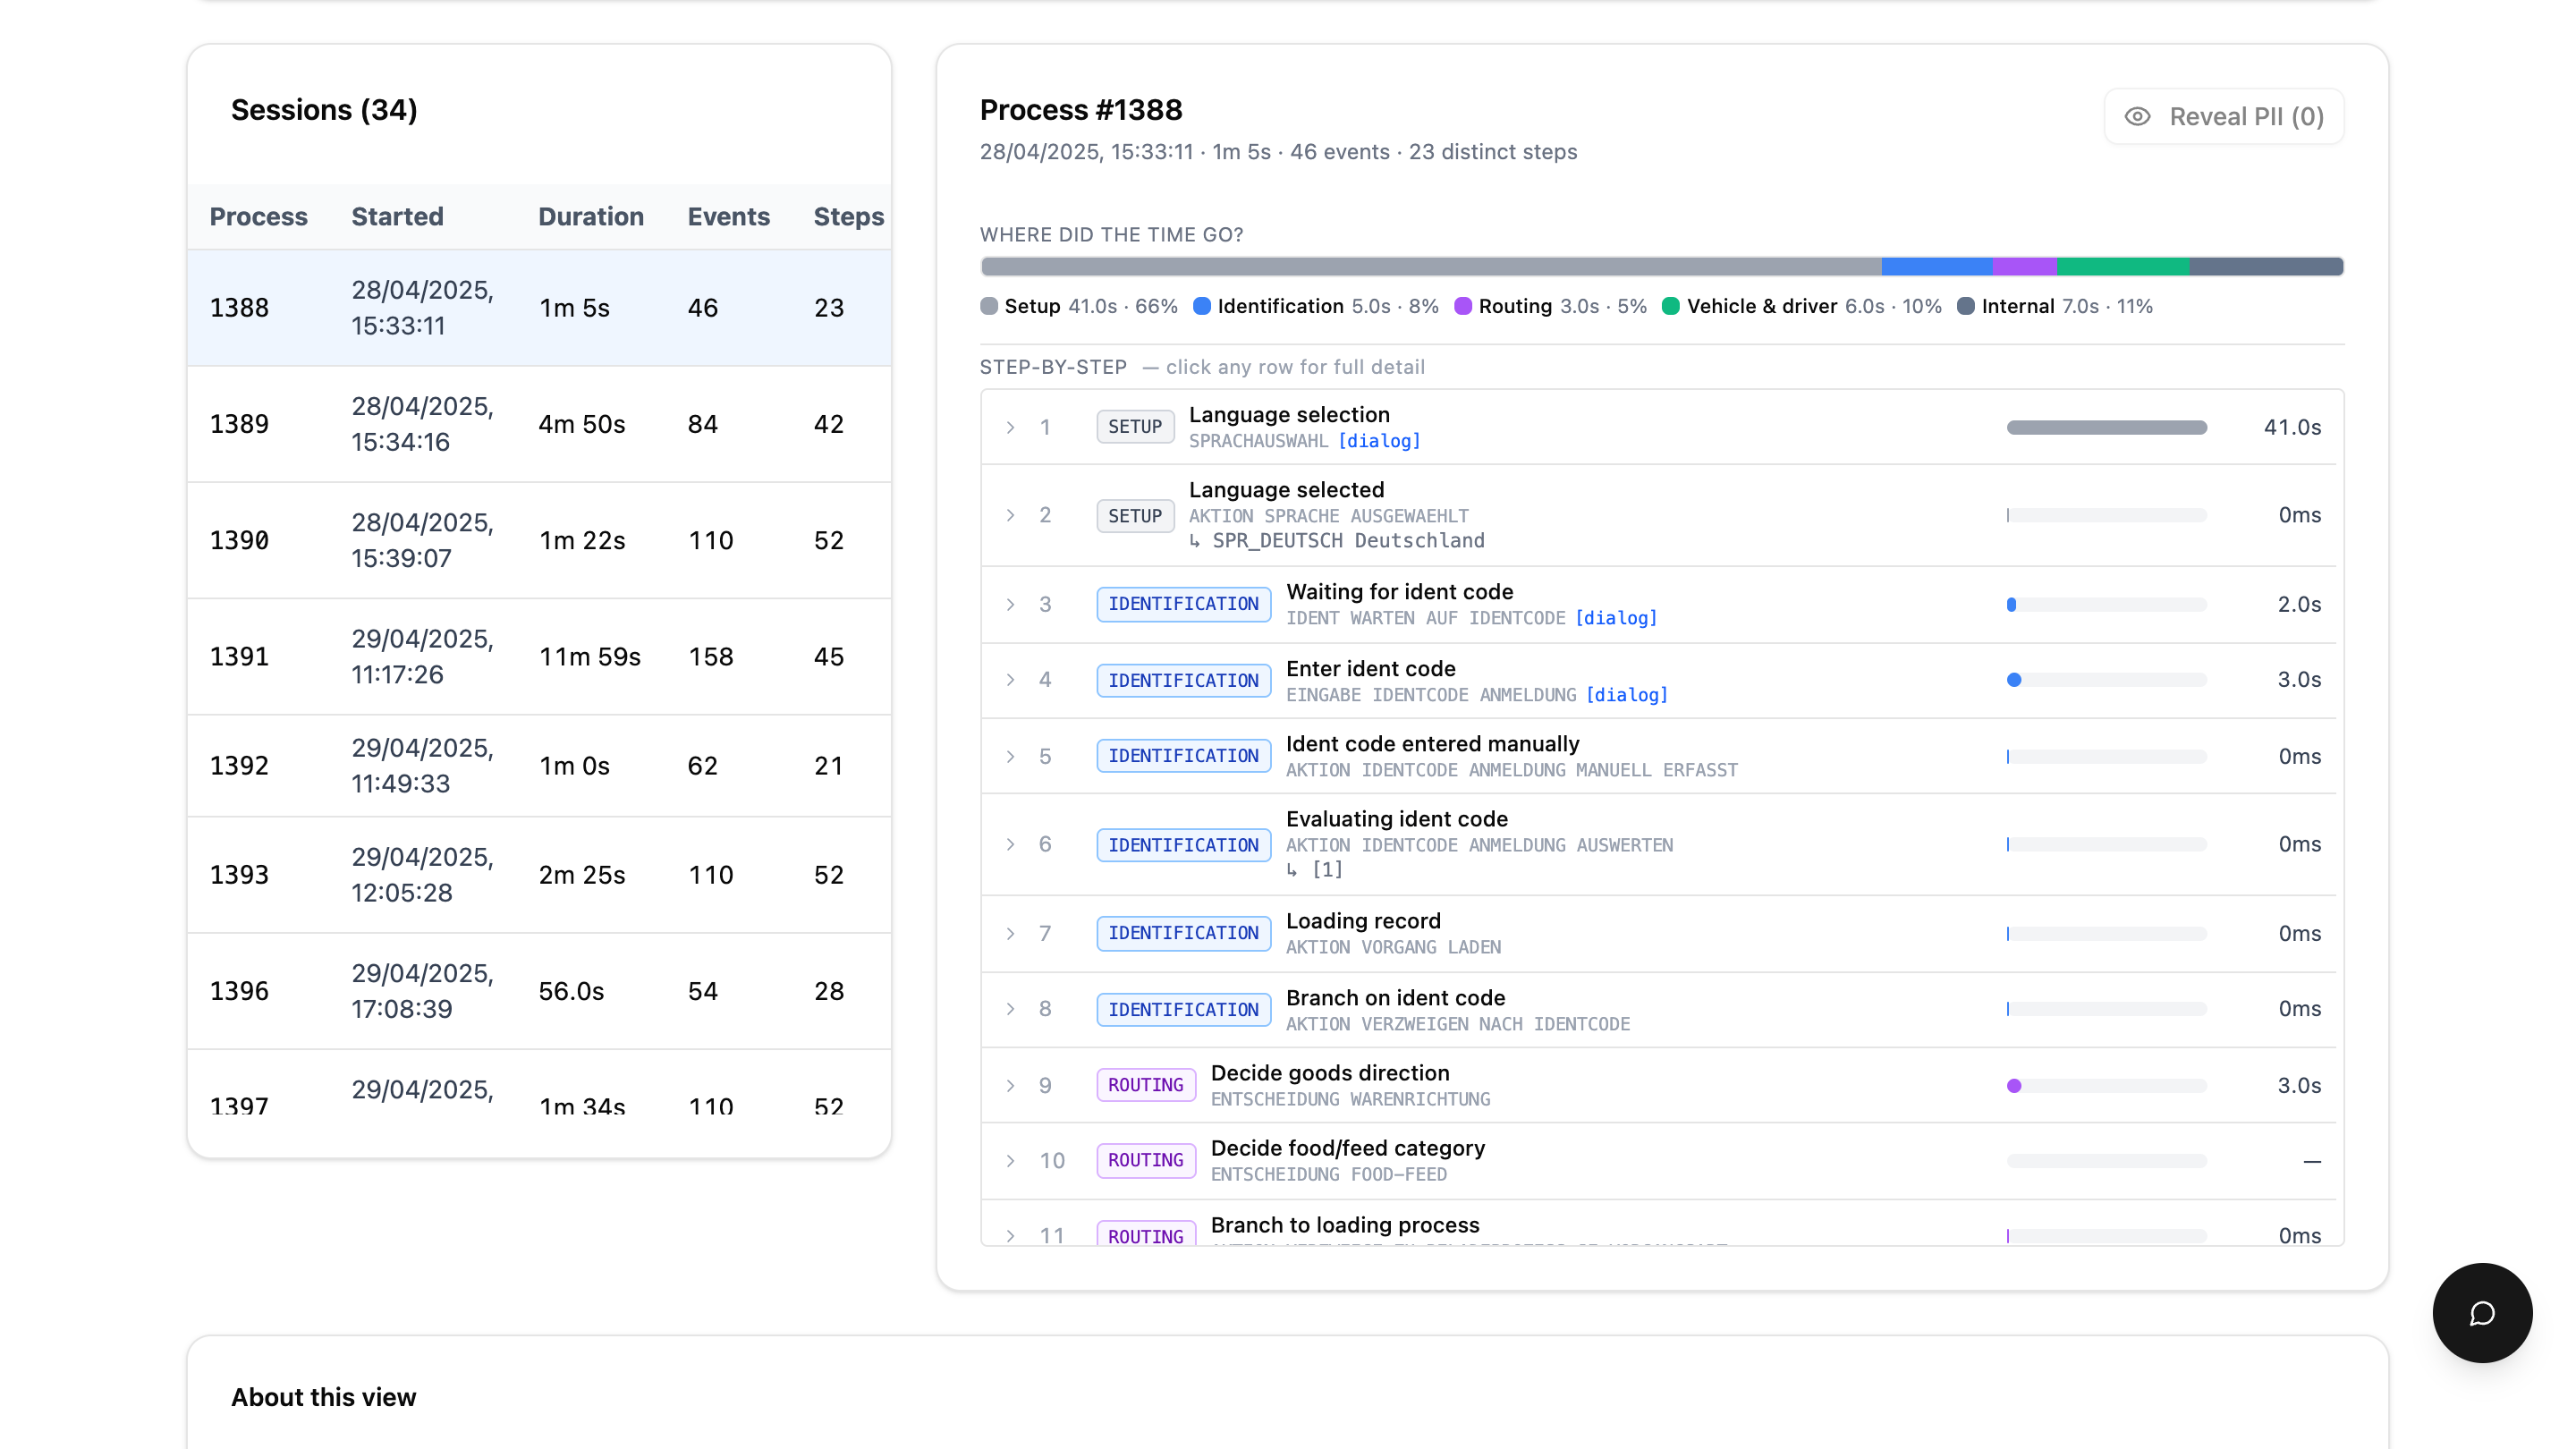 Sessions (34)
Process Started Duration Events Steps
1388 28/04/2025, 15:33:11 1m 5s 46 23
1389 28/04/2025, 15:34:16 4m 50s 84 42
1390 28/04/2025, 15:39:07 1m 22s 110 52
1391 29/04/2025, 11:17:26 11m 59s 158 45
1392 29/04/2025, 11:49:33 1m 0s 62 21
1393 29/04/2025, 12:05:28 2m 25s 110 52
1396 29/04/2025, 17:08:39 56.0s 54 28
1397 29/04/2025, 1m 34s 110 52
Process #1388
Reveal PII (0)
28/04/2025, 15:33:11 · 1m 5s · 46 events · 23 distinct steps
WHERE DID THE TIME GO?
Setup 41.0s · 66% Identification 5.0s · 8% Routing 3.0s · 5% Vehicle & driver 6.0s · 10% Internal 7.0s · 11%
STEP-BY-STEP — click any row for full detail
1 SETUP Language selection 41.0s
SPRACHAUSWAHL [dialog]
2 SETUP Language selected 0ms
AKTION SPRACHE AUSGEWAEHLT
↳ SPR_DEUTSCH Deutschland
3 IDENTIFICATION Waiting for ident code 2.0s
IDENT WARTEN AUF IDENTCODE [dialog]
4 IDENTIFICATION Enter ident code 3.0s
EINGABE IDENTCODE ANMELDUNG [dialog]
5 IDENTIFICATION Ident code entered manually 0ms
AKTION IDENTCODE ANMELDUNG MANUELL ERFASST
6 IDENTIFICATION Evaluating ident code 0ms
AKTION IDENTCODE ANMELDUNG AUSWERTEN
↳ [1]
7 IDENTIFICATION Loading record 0ms
AKTION VORGANG LADEN
8 IDENTIFICATION Branch on ident code 0ms
AKTION VERZWEIGEN NACH IDENTCODE
9 ROUTING Decide goods direction 3.0s
ENTSCHEIDUNG WARENRICHTUNG
10 ROUTING Decide food/feed category —
ENTSCHEIDUNG FOOD-FEED
11 ROUTING Branch to loading process 0ms
About this view